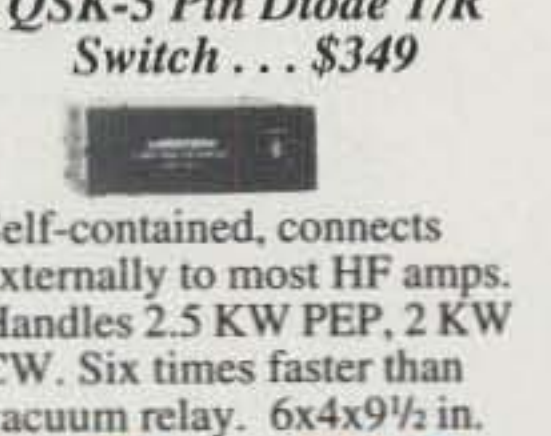 QSK-5 Pin Diode T/R
Switch . . . $349
elf-contained, connects
xternally to most HF amps.
Handles 2.5 KW PEP, 2 KW
CW. Six times faster than
acuum relay. 6x4x9½ in.